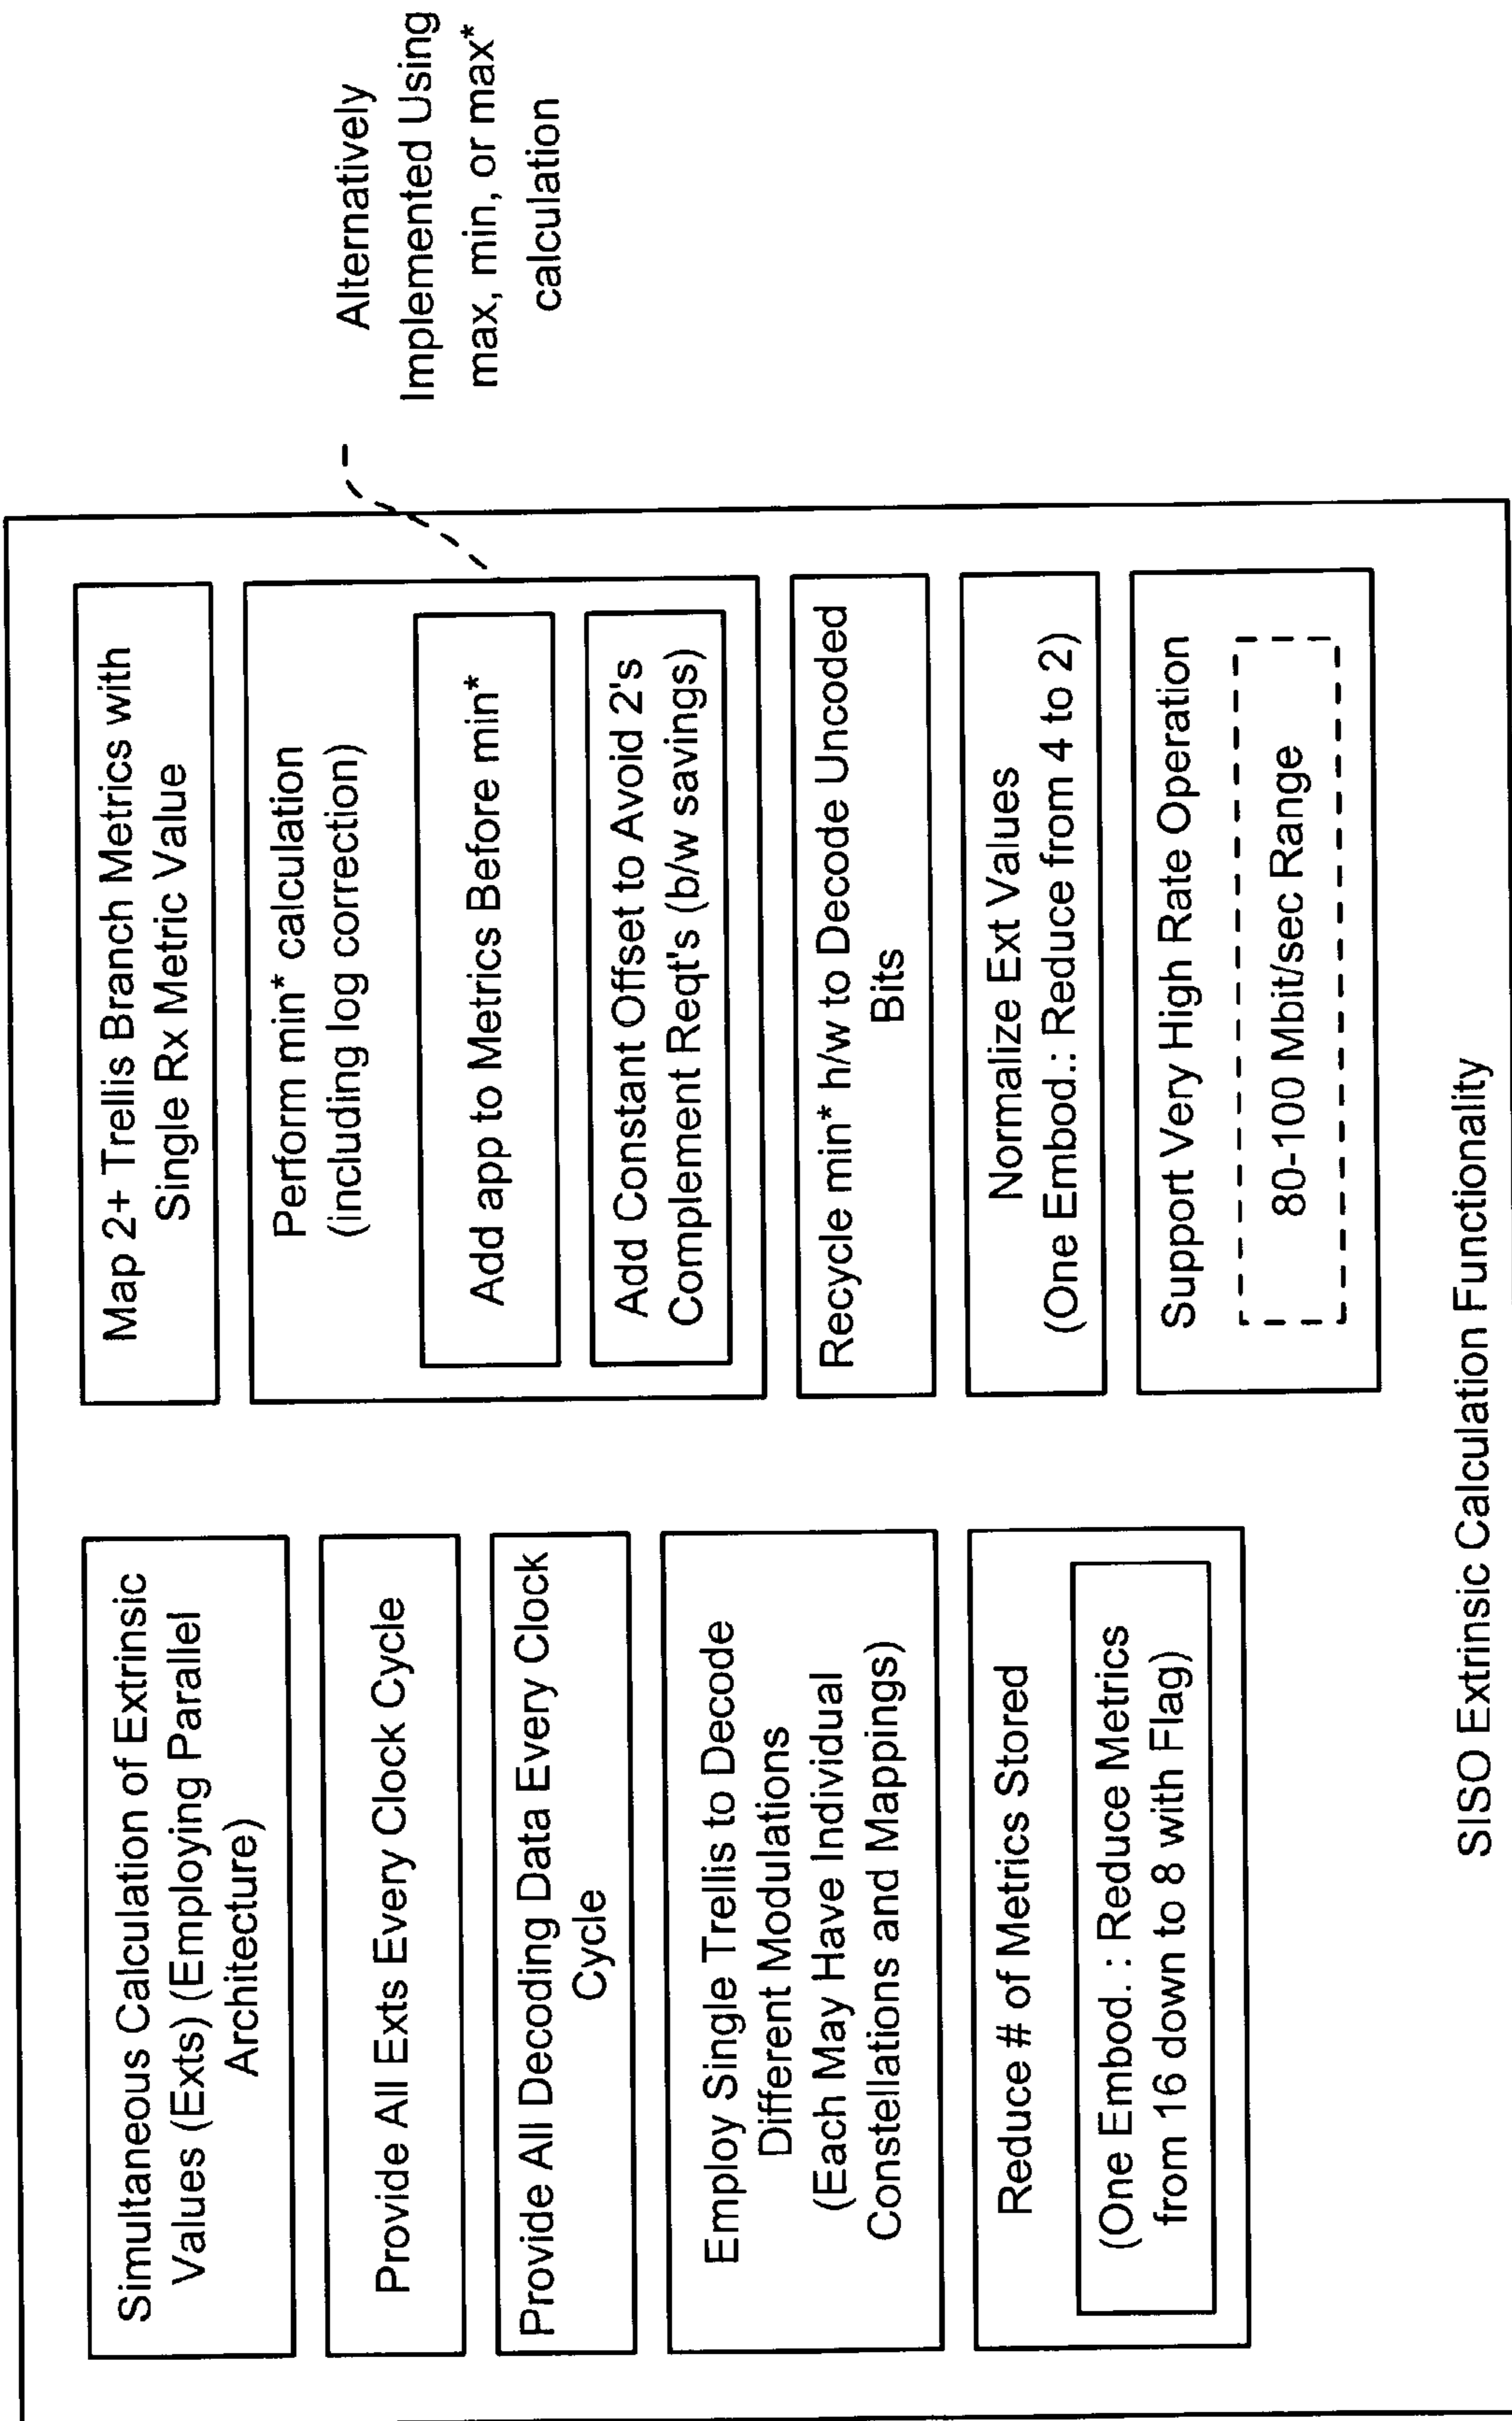 Simultaneous Calculation of Extrinsic
Values (Exts) (Employing Parallel
Architecture)
Provide All Exts Every Clock Cycle
Provide All Decoding Data Every Clock
Cycle
Employ Single Trellis to Decode
Different Modulations
(Each May Have Individual
Constellations and Mappings)
Reduce # of Metrics Stored
(One Embod. : Reduce Metrics
from 16 down to 8 with Flag)
Map 2+ Trellis Branch Metrics with
Single Rx Metric Value
Perform min* calculation
(including log correction)
Add app to Metrics Before min*
Add Constant Offset to Avoid 2's
Complement Reqt's (b/w savings)
Recycle min* h/w to Decode Uncoded
Bits
Normalize Ext Values
(One Embod.: Reduce from 4 to 2)
Support Very High Rate Operation
80-100 Mbit/sec Range
Alternatively
Implemented Using
max, min, or max*
calculation
SISO Extrinsic Calculation Functionality